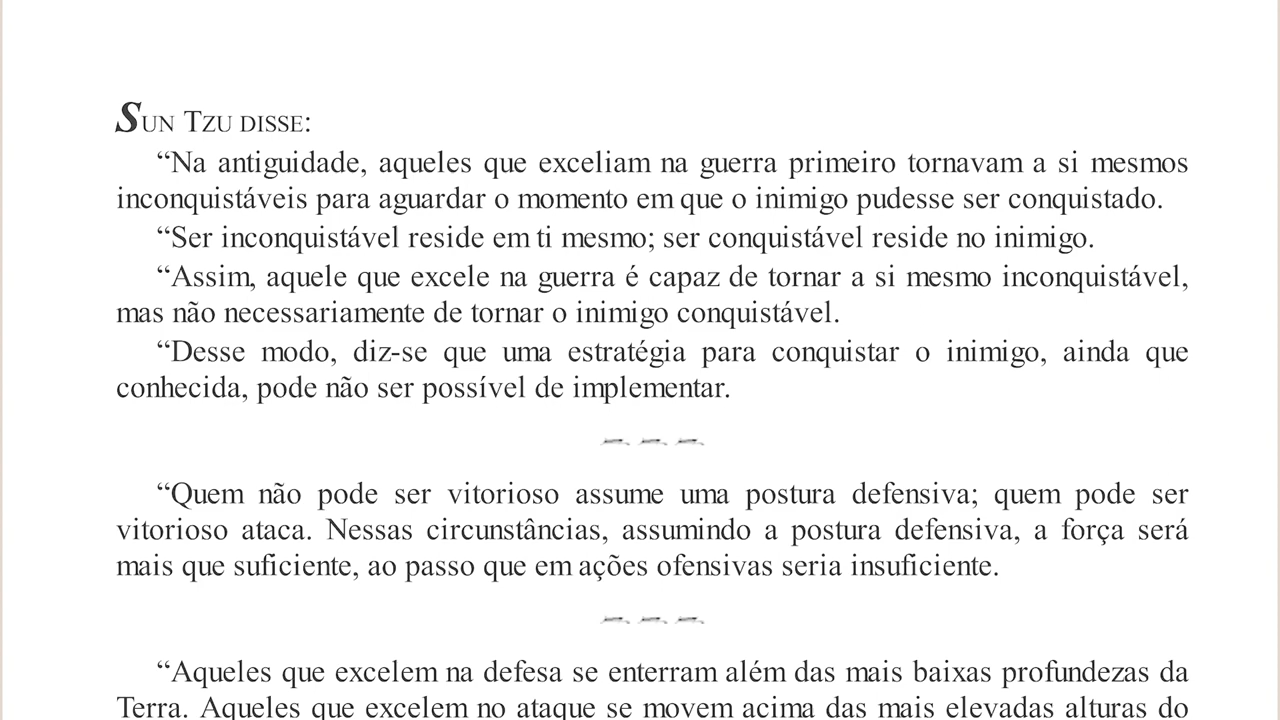 SUN TZU DISSE:
“Na antiguidade, aqueles que exceliam na guerra primeiro tornavam a si mesmos
inconquistáveis para aguardar o momento em que o inimigo pudesse ser conquistado.
“Ser inconquistável reside em ti mesmo; ser conquistável reside no inimigo.
“Assim, aquele que excele na guerra é capaz de tornar a si mesmo inconquistável,
mas não necessariamente de tornar o inimigo conquistável.
“Desse modo, diz-se que uma estratégia para conquistar o inimigo, ainda que
conhecida, pode não ser possível de implementar.
“Quem não pode ser vitorioso assume uma postura defensiva; quem pode ser
vitorioso ataca. Nessas circunstâncias, assumindo a postura defensiva, a força será
mais que suficiente, ao passo que em ações ofensivas seria insuficiente.
“Aqueles que excelem na defesa se enterram além das mais baixas profundezas da
Terra. Aqueles que excelem no ataque se movem acima das mais elevadas alturas do